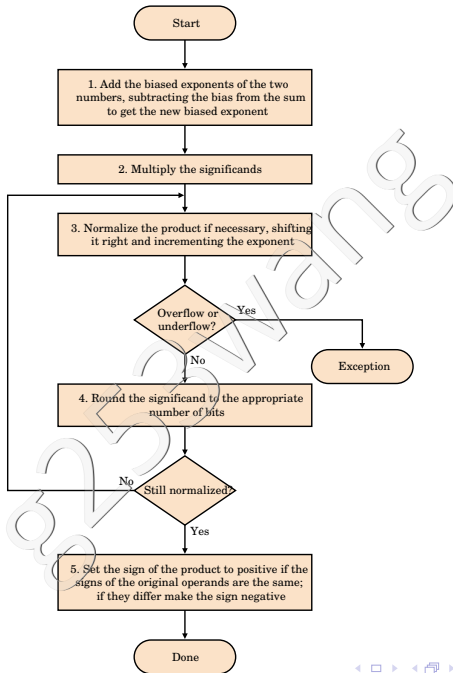 Start
1. Add the biased exponents of the two
numbers, subtracting the bias from the sum
to get the new biased exponent
2. Multiply the significands
3. Normalize the product if necessary, shifting
it right and incrementing the exponent
Overflow or
underflow?
Yes
No
Exception
4. Round the significand to the appropriate
number of bits
No
Still normalized?
Yes
5. Set the sign of the product to positive if the
signs of the original operands are the same;
if they differ make the sign negative
Done
g253wang